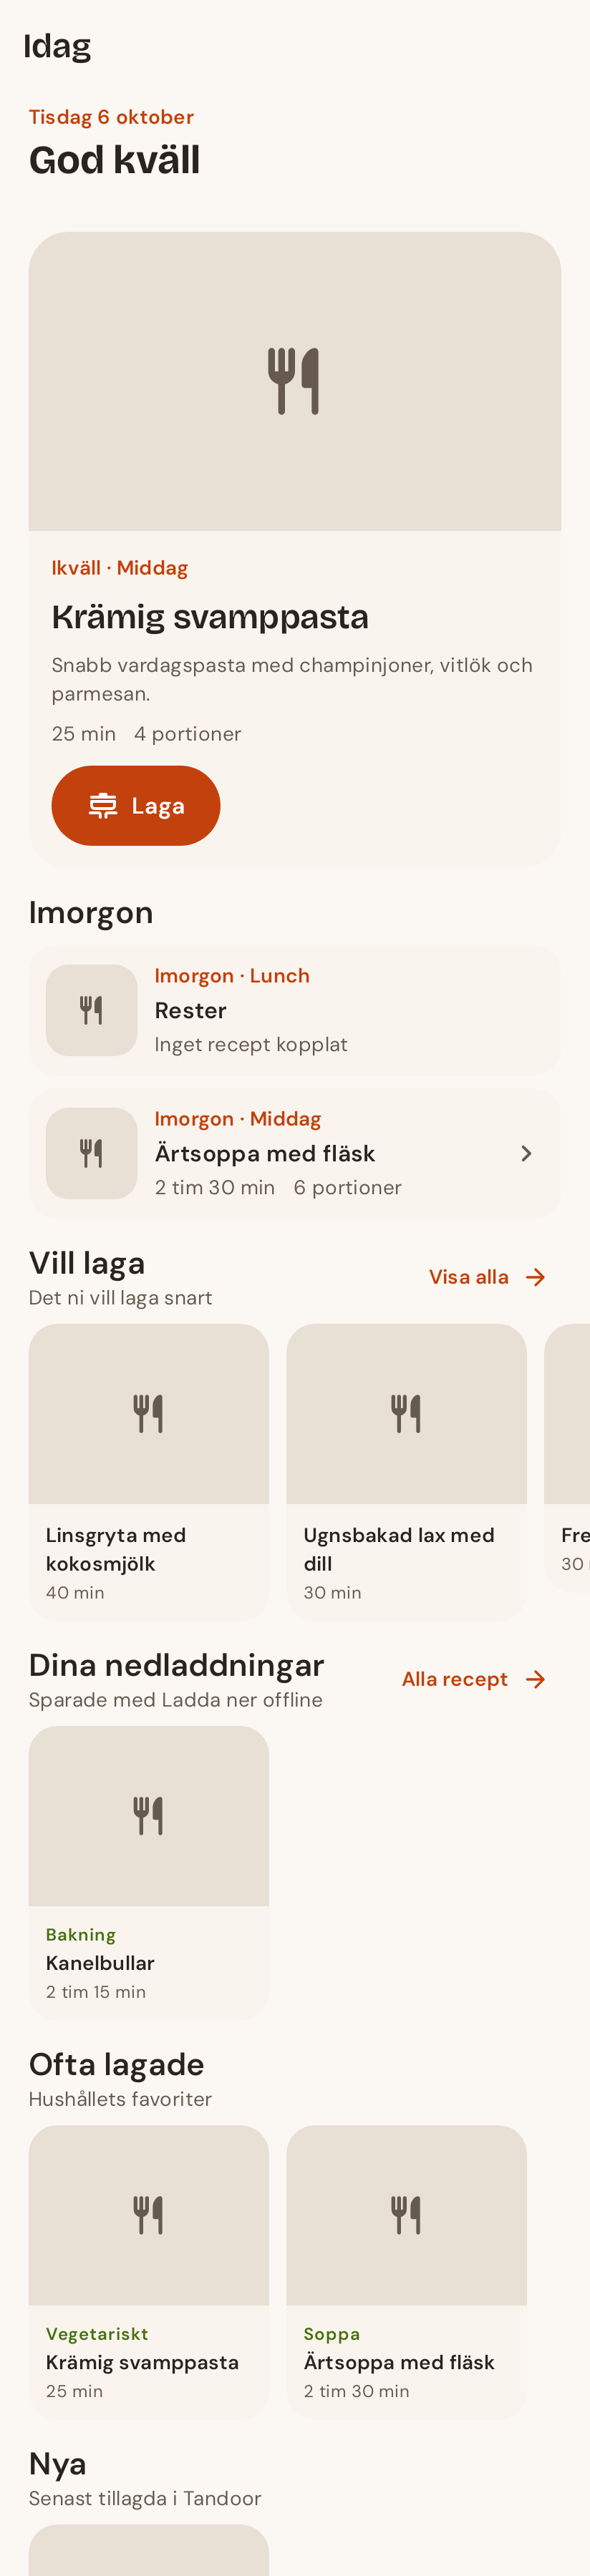 Idag
Tisdag 6 oktober
God kväll
Ikväll · Middag
Krämig svamppasta
Snabb vardagspasta med champinjoner, vitlök och
parmesan.
25 min 4 portioner
Laga
Imorgon
Imorgon · Lunch
Rester
Inget recept kopplat
Imorgon · Middag
Ärtsoppa med fläsk
2 tim 30 min 6 portioner
Vill laga
Det ni vill laga snart
Visa alla
Linsgryta med
kokosmjölk
40 min
Ugnsbakad lax med
dill
30 min
Fre
30
Dina nedladdningar
Sparade med Ladda ner offline
Alla recept
Bakning
Kanelbullar
2 tim 15 min
Ofta lagade
Hushållets favoriter
Vegetariskt
Krämig svamppasta
25 min
Soppa
Ärtsoppa med fläsk
2 tim 30 min
Nya
Senast tillagda i Tandoor